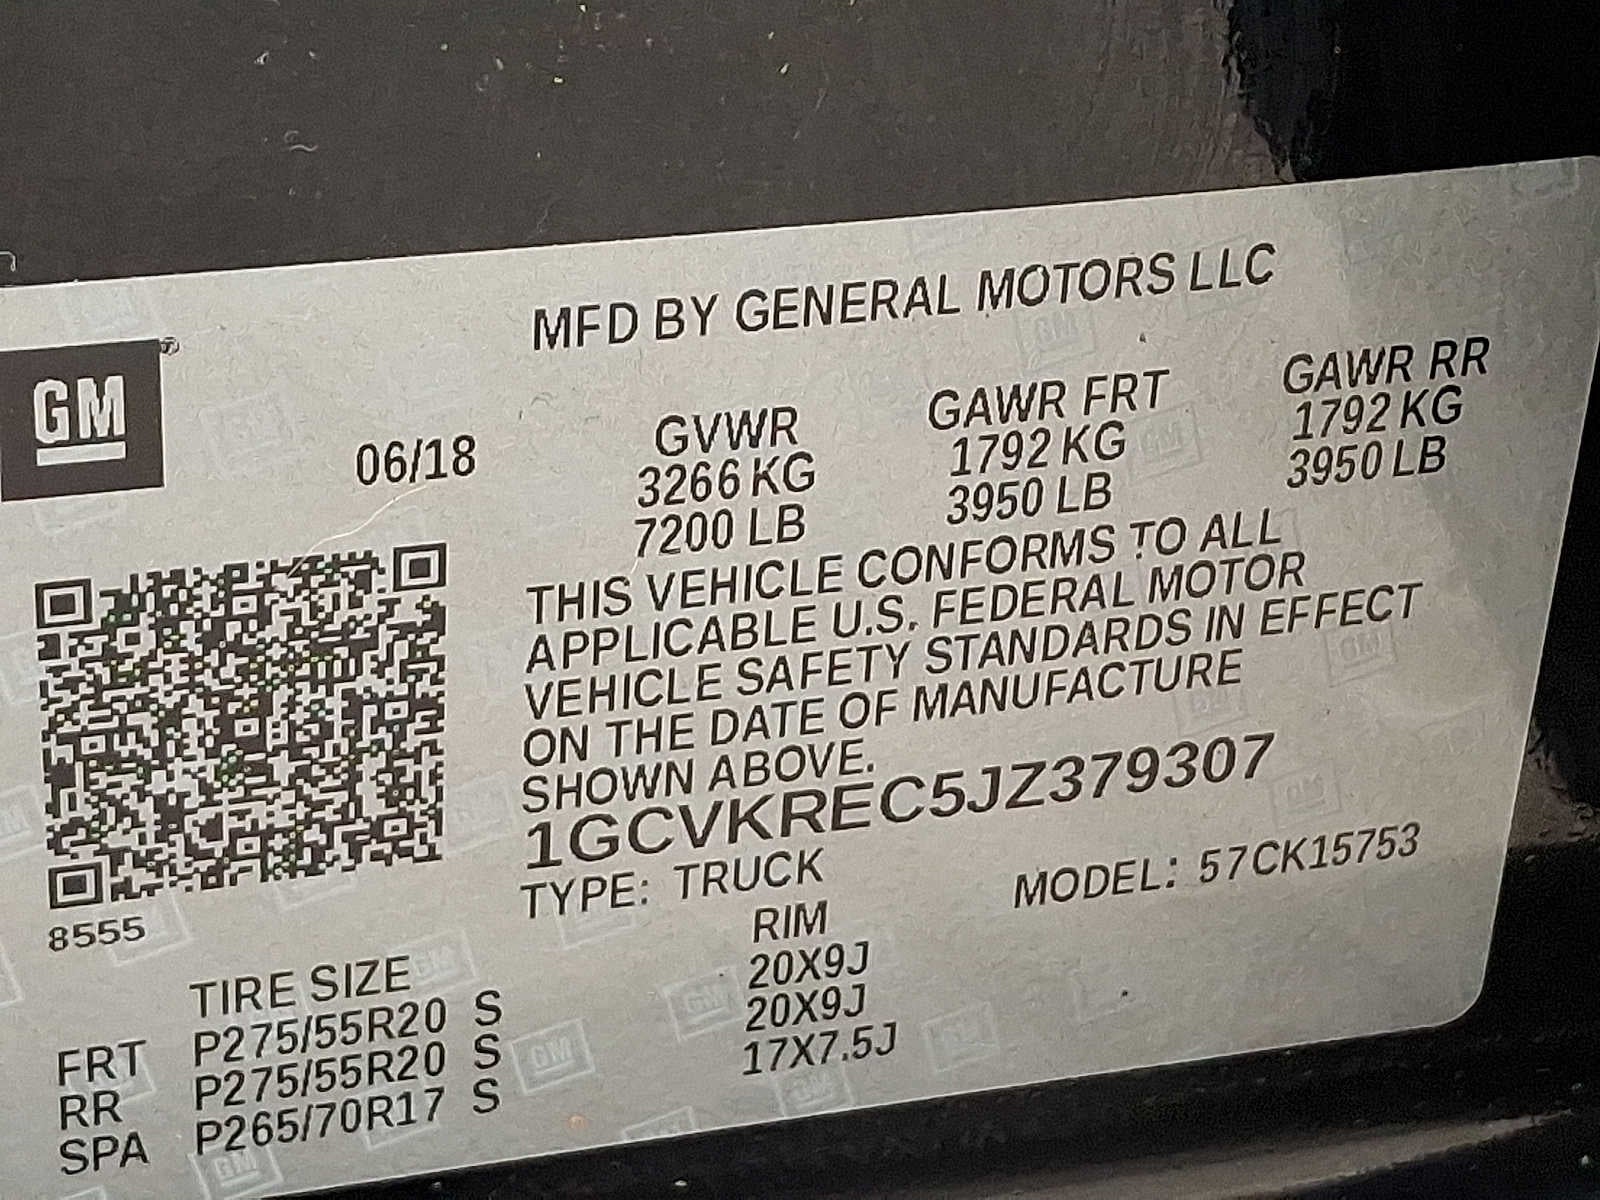 MFD BY GENERAL MOTORS LLC
GM ®
06/18
GVWR GAWR FRT GAWR RR
3266 KG 1792 KG 1792 KG
7200 LB 3950 LB 3950 LB
THIS VEHICLE CONFORMS TO ALL
APPLICABLE U.S. FEDERAL MOTOR
VEHICLE SAFETY STANDARDS IN EFFECT
ON THE DATE OF MANUFACTURE
SHOWN ABOVE.
1GCVKREC5JZ379307
TYPE: TRUCK MODEL: 57CK15753
8555
TIRE SIZE RIM
FRT P275/55R20 S 20X9J
RR P275/55R20 S 20X9J
SPA P265/70R17 S 17X7.5J